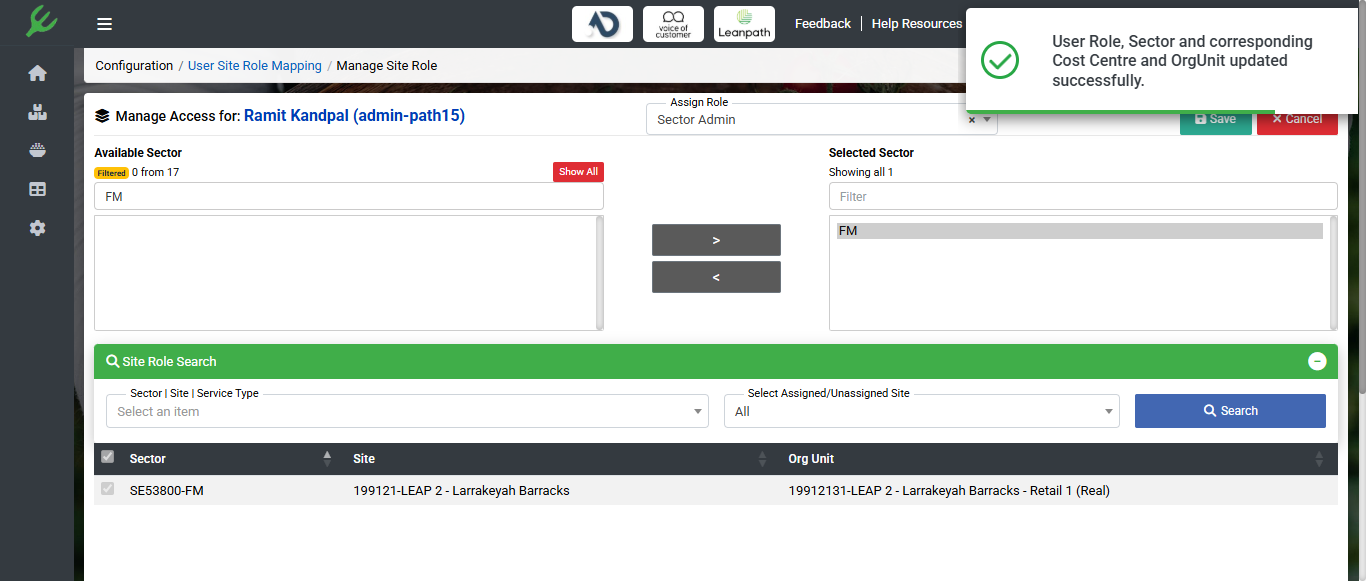 voice of
customer
Leanpath
Feedback
Help Resources
User Role, Sector and corresponding
Cost Centre and OrgUnit updated
successfully.
Configuration / User Site Role Mapping / Manage Site Role
Manage Access for: Ramit Kandpal (admin-path15)
Assign Role
Sector Admin
Save
Cancel
Available Sector
Filtered 0 from 17
Show All
FM
>
<
Selected Sector
Showing all 1
Filter
FM
Site Role Search
Sector | Site | Service Type
Select an item
Select Assigned/Unassigned Site
All
Search
Sector Site Org Unit
SE53800-FM 199121-LEAP 2 - Larrakeyah Barracks 19912131-LEAP 2 - Larrakeyah Barracks - Retail 1 (Real)